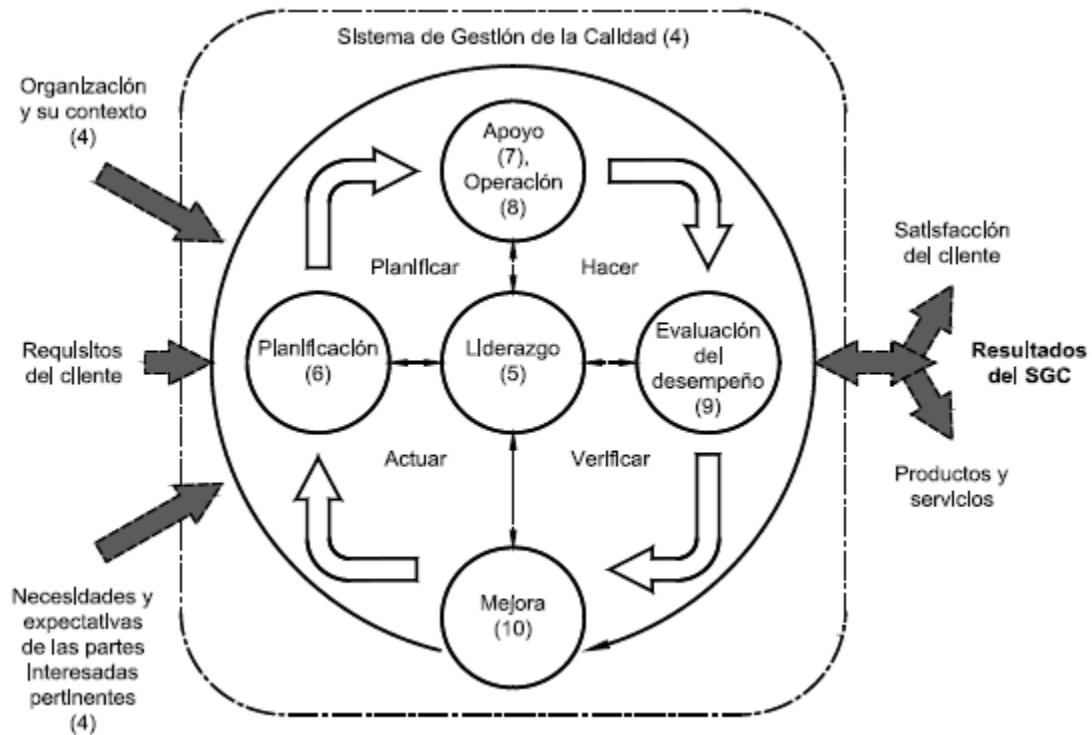 Sistema de Gestión de la Calidad (4)
Organización
y su contexto
(4)
Apoyo
(7),
Operación
(8)
Planificar
Hacer
Satisfacción
del cliente
Requisitos
del cliente
Planificación
(6)
Liderazgo
(5)
Evaluación
del
desempeño
(9)
Resultados
del SGC
Actuar
Verificar
Productos y
servicios
Necesidades y
expectativas
de las partes
interesadas
pertinentes
(4)
Mejora
(10)